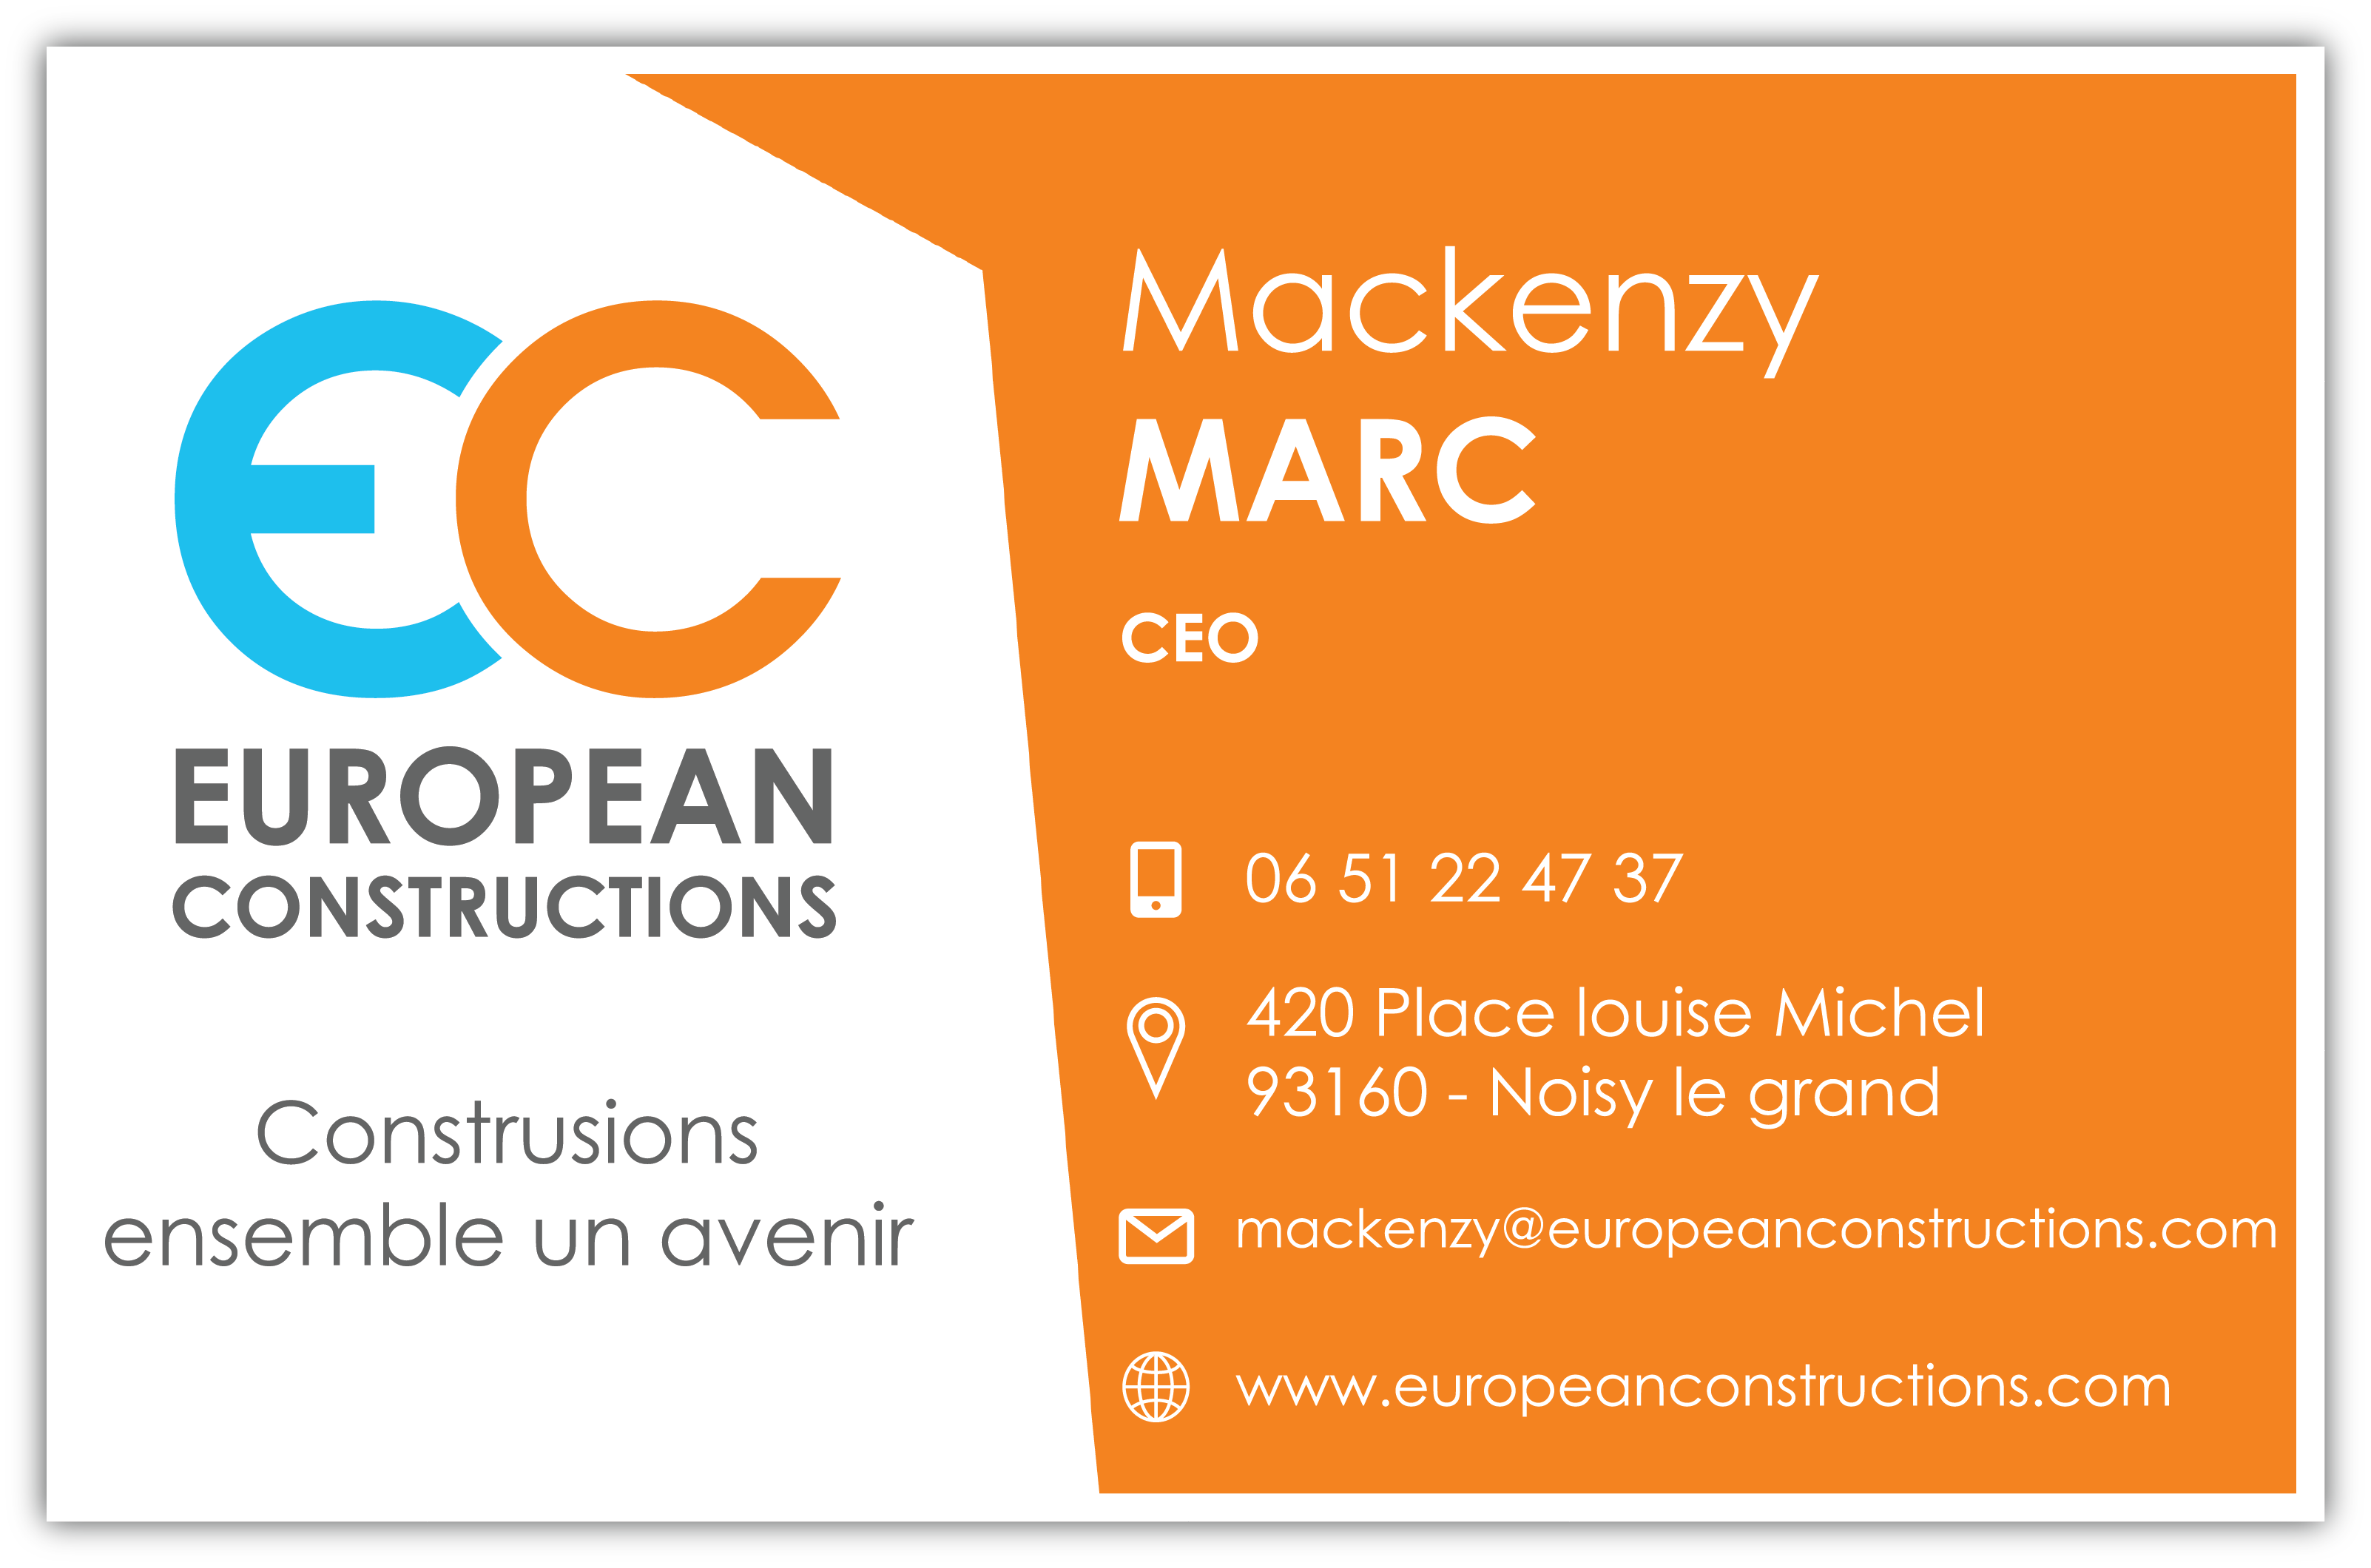 EC
EUROPEAN
CONSTRUCTIONS
Construsions
ensemble un avenir
Mackenzy
MARC
CEO
06 51 22 47 37
420 Place louise Michel
93160 - Noisy le grand
mackenzy@europeanconstructions.com
www.europeanconstructions.com